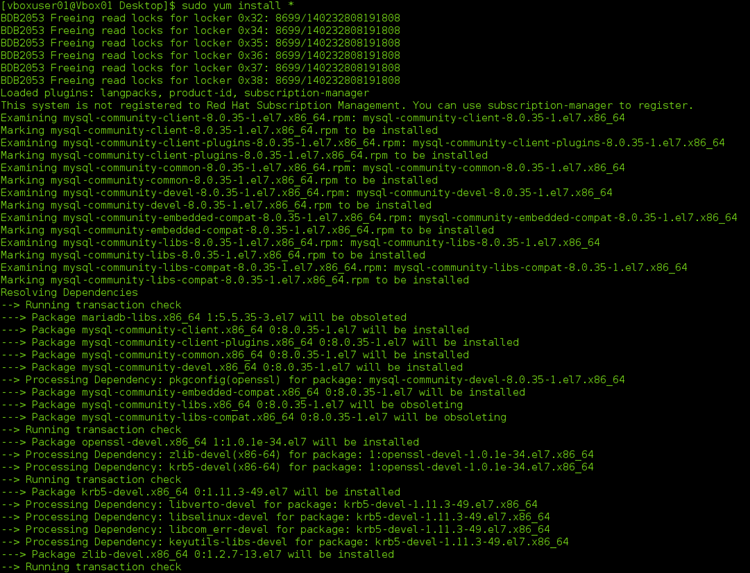 [vboxuser01@Vbox01 Desktop]$ sudo yum install *
BDB2053 Freeing read locks for locker 0x32: 8699/140232808191808
BDB2053 Freeing read locks for locker 0x34: 8699/140232808191808
BDB2053 Freeing read locks for locker 0x35: 8699/140232808191808
BDB2053 Freeing read locks for locker 0x36: 8699/140232808191808
BDB2053 Freeing read locks for locker 0x37: 8699/140232808191808
BDB2053 Freeing read locks for locker 0x38: 8699/140232808191808
Loaded plugins: langpacks, product-id, subscription-manager
This system is not registered to Red Hat Subscription Management. You can use subscription-manager to register.
Examining mysql-community-client-8.0.35-1.el7.x86_64.rpm: mysql-community-client-8.0.35-1.el7.x86_64
Marking mysql-community-client-8.0.35-1.el7.x86_64.rpm to be installed
Examining mysql-community-client-plugins-8.0.35-1.el7.x86_64.rpm: mysql-community-client-plugins-8.0.35-1.el7.x86_64
Marking mysql-community-client-plugins-8.0.35-1.el7.x86_64.rpm to be installed
Examining mysql-community-common-8.0.35-1.el7.x86_64.rpm: mysql-community-common-8.0.35-1.el7.x86_64
Marking mysql-community-common-8.0.35-1.el7.x86_64.rpm to be installed
Examining mysql-community-devel-8.0.35-1.el7.x86_64.rpm: mysql-community-devel-8.0.35-1.el7.x86_64
Marking mysql-community-devel-8.0.35-1.el7.x86_64.rpm to be installed
Examining mysql-community-embedded-compat-8.0.35-1.el7.x86_64.rpm: mysql-community-embedded-compat-8.0.35-1.el7.x86_64
Marking mysql-community-embedded-compat-8.0.35-1.el7.x86_64.rpm to be installed
Examining mysql-community-libs-8.0.35-1.el7.x86_64.rpm: mysql-community-libs-8.0.35-1.el7.x86_64
Marking mysql-community-libs-8.0.35-1.el7.x86_64.rpm to be installed
Examining mysql-community-libs-compat-8.0.35-1.el7.x86_64.rpm: mysql-community-libs-compat-8.0.35-1.el7.x86_64
Marking mysql-community-libs-compat-8.0.35-1.el7.x86_64.rpm to be installed
Resolving Dependencies
--> Running transaction check
---> Package mariadb-libs.x86_64 1:5.5.35-3.el7 will be obsoleted
---> Package mysql-community-client.x86_64 0:8.0.35-1.el7 will be installed
---> Package mysql-community-client-plugins.x86_64 0:8.0.35-1.el7 will be installed
---> Package mysql-community-common.x86_64 0:8.0.35-1.el7 will be installed
---> Package mysql-community-devel.x86_64 0:8.0.35-1.el7 will be installed
--> Processing Dependency: pkgconfig(openssl) for package: mysql-community-devel-8.0.35-1.el7.x86_64
---> Package mysql-community-embedded-compat.x86_64 0:8.0.35-1.el7 will be installed
---> Package mysql-community-libs.x86_64 0:8.0.35-1.el7 will be obsoleting
---> Package mysql-community-libs-compat.x86_64 0:8.0.35-1.el7 will be obsoleting
--> Running transaction check
---> Package openssl-devel.x86_64 1:1.0.1e-34.el7 will be installed
--> Processing Dependency: zlib-devel(x86-64) for package: 1:openssl-devel-1.0.1e-34.el7.x86_64
--> Processing Dependency: krb5-devel(x86-64) for package: 1:openssl-devel-1.0.1e-34.el7.x86_64
--> Running transaction check
---> Package krb5-devel.x86_64 0:1.11.3-49.el7 will be installed
--> Processing Dependency: libverto-devel for package: krb5-devel-1.11.3-49.el7.x86_64
--> Processing Dependency: libselinux-devel for package: krb5-devel-1.11.3-49.el7.x86_64
--> Processing Dependency: libcom_err-devel for package: krb5-devel-1.11.3-49.el7.x86_64
--> Processing Dependency: keyutils-libs-devel for package: krb5-devel-1.11.3-49.el7.x86_64
---> Package zlib-devel.x86_64 0:1.2.7-13.el7 will be installed
--> Running transaction check